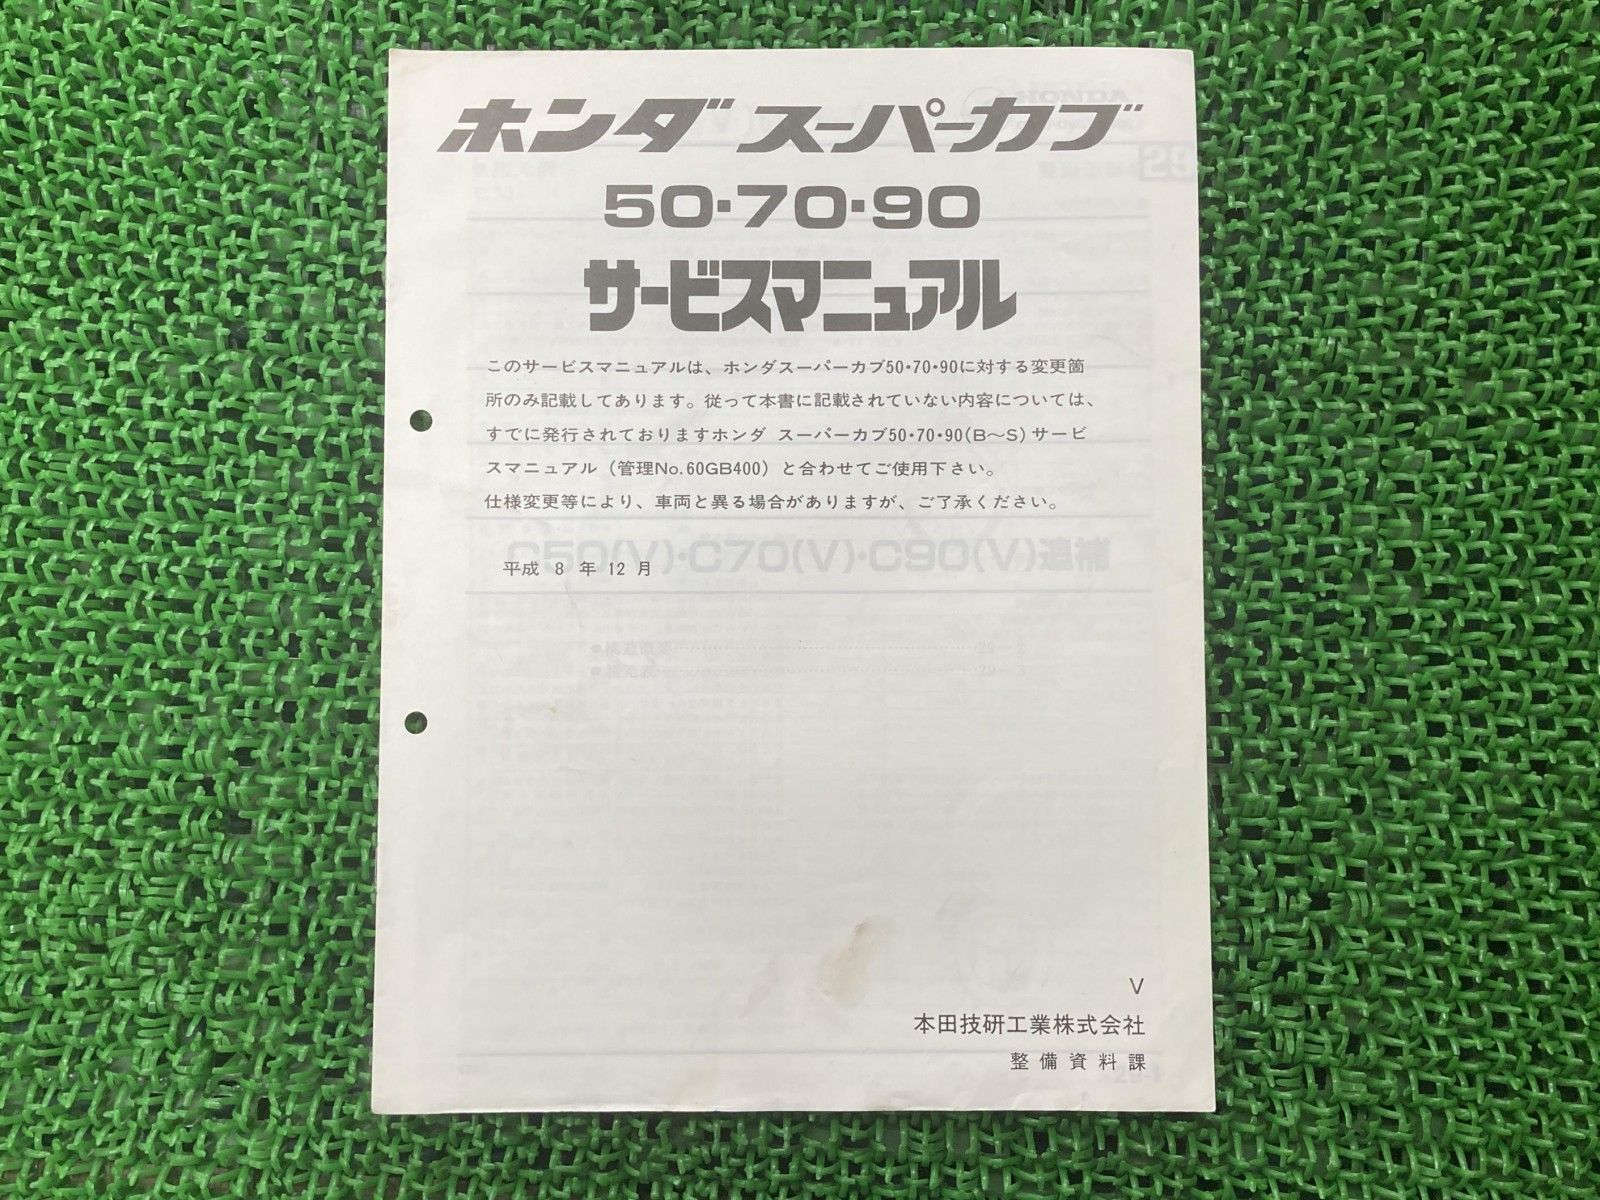 ホンダ スーパーカブ
50・70・90
サービスマニュアル
このサービスマニュアルは、ホンダスーパーカブ50・70・90に対する変更箇
所のみ記載してあります。従って本書に記載されていない内容については、
すでに発行されておりますホンダ スーパーカブ50・70・90(B～S)サービ
スマニュアル（管理No.60GB400）と合わせてご使用下さい。
仕様変更等により、車両と異る場合がありますが、ご了承ください。
C50(V)・C70(V)・C90(V)追補
平成 8 年 12 月
V
本田技研工業株式会社
整備資料課